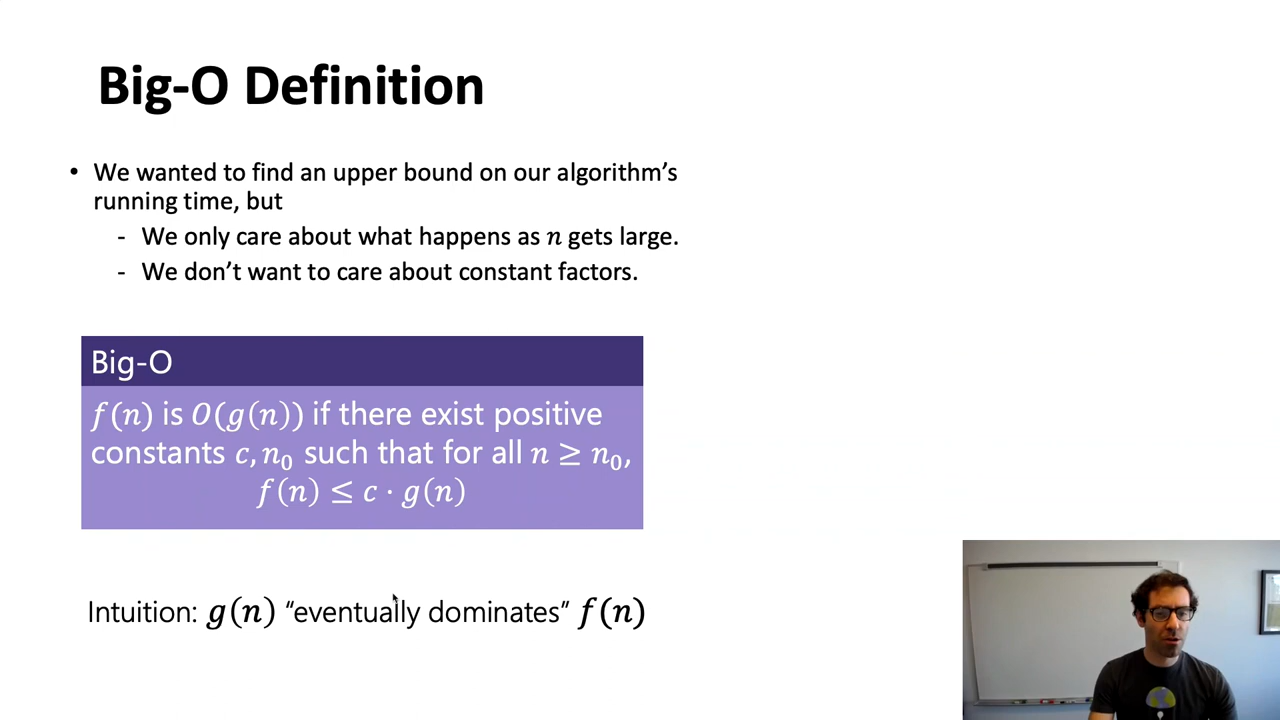 Big-O Definition
• We wanted to find an upper bound on our algorithm’s
running time, but
- We only care about what happens as n gets large.
- We don’t want to care about constant factors.
Big-O
f(n) is O(g(n)) if there exist positive
constants c, n₀ such that for all n ≥ n₀,
f(n) ≤ c · g(n)
Intuition: g(n) “eventually dominates” f(n)